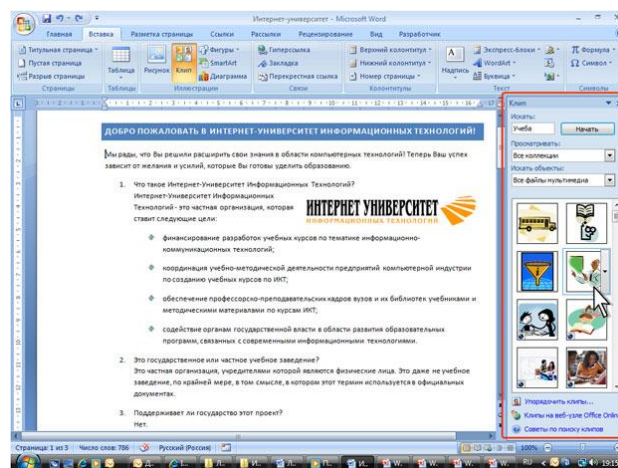 Интернет-университет - Microsoft Word
Главная Вставка Разметка страницы Ссылки Рассылки Рецензирование Вид Разработчик
Титульная страница
Пустая страница
Разрыв страницы
Страницы
Таблица
Таблицы
Рисунок Клип
Фигуры
SmartArt
Диаграмма
Иллюстрации
Гиперссылка
Закладка
Перекрестная ссылка
Связи
Верхний колонтитул
Нижний колонтитул
Номер страницы
Колонтитулы
Надпись
Экспресс-блоки
WordArt
Буквица
Текст
Формула
Символ
Символы
ДОБРО ПОЖАЛОВАТЬ В ИНТЕРНЕТ-УНИВЕРСИТЕТ ИНФОРМАЦИОННЫХ ТЕХНОЛОГИЙ!
Мы рады, что Вы решили расширить свои знания в области компьютерных технологий! Теперь Ваш успех
зависит от желания и усилий, которые Вы готовы уделить образованию.
1. Что такое Интернет-Университет Информационных Технологий?
Интернет-Университет Информационных
Технологий - это частная организация, которая
ставит следующие цели:
ИНТЕРНЕТ УНИВЕРСИТЕТ
ИНФОРМАЦИОННЫХ ТЕХНОЛОГИЙ
финансирование разработок учебных курсов по тематике информационно-
коммуникационных технологий;
координация учебно-методической деятельности предприятий компьютерной индустрии
по созданию учебных курсов по ИКТ;
обеспечение профессорско-преподавательских кадров вузов и их библиотек учебниками и
методическими материалами по курсам ИКТ;
содействие органам государственной власти в области развития образовательных
программ, связанных с современными информационными технологиями.
2. Это государственное или частное учебное заведение?
Это частная организация, учредителями которой являются физические лица. Это даже не учебное
заведение, по крайней мере, в том смысле, в котором этот термин используется в официальных
документах.
3. Поддерживает ли государство этот проект?
Нет.
Клип
Искать:
Учеба Начать
Просматривать:
Все коллекции
Искать объекты:
Все файлы мультимедиа
Упорядочить клипы...
Клипы на веб-узле Office Online
Советы по поиску клипов
Страница: 1 из 5 Число слов: 786 Русский (Россия) 100%
RU 19:15